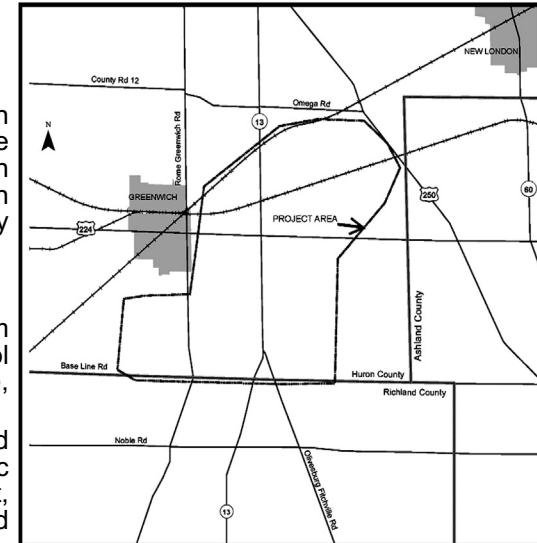 NEW LONDON
County Rd 12
Omega Rd
13
N
Rome Greenwich Rd
GREENWICH
60
250
PROJECT AREA
224
Ashland County
Base Line Rd
Huron County
Richland County
Noble Rd
Olivesburg Fitchville Rd
13